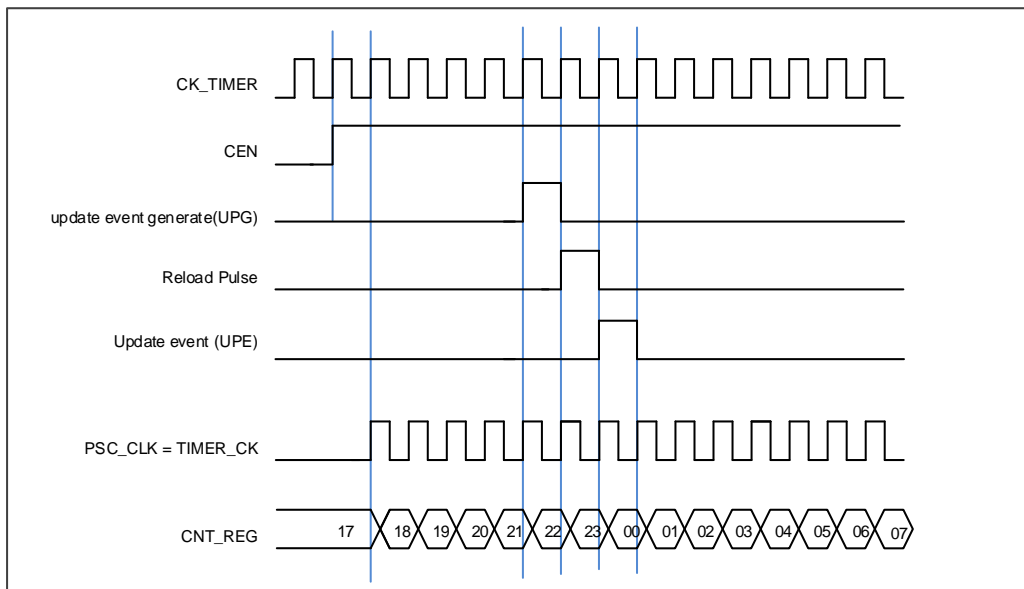 CK_TIMER
CEN
update event generate(UPG)
Reload Pulse
Update event (UPE)
PSC_CLK = TIMER_CK
CNT_REG 17 18 19 20 21 22 23 00 01 02 03 04 05 06 07